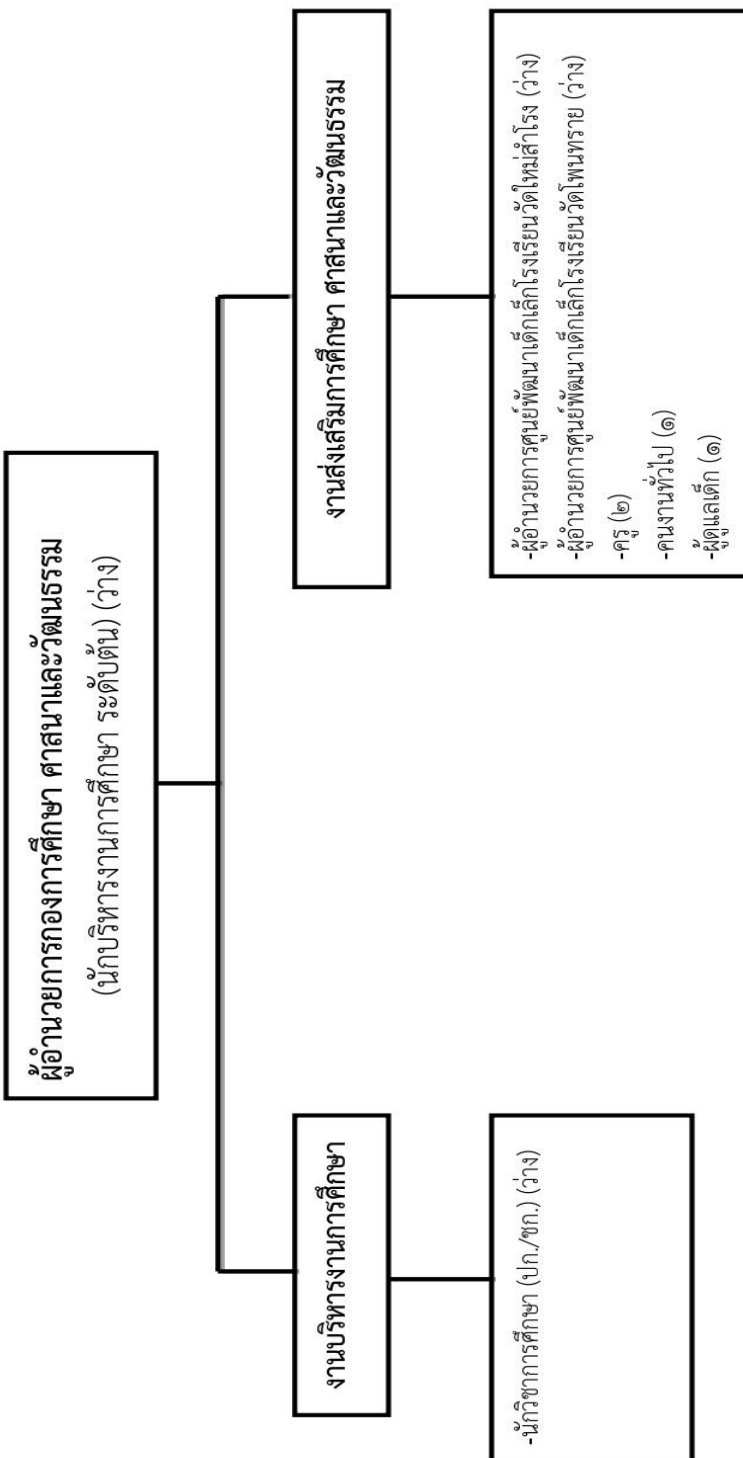 ผู้อำนวยการกองการศึกษา ศาสนาและวัฒนธรรม
(นักบริหารงานการศึกษา ระดับต้น) (ว่าง)
งานบริหารงานการศึกษา
-นักวิชาการศึกษา (ปก./ชก.) (ว่าง)
งานส่งเสริมการศึกษา ศาสนาและวัฒนธรรม
-ผู้อำนวยการศูนย์พัฒนาเด็กเล็กโรงเรียนวัดใหม่สำโรง (ว่าง)
-ผู้อำนวยการศูนย์พัฒนาเด็กเล็กโรงเรียนวัดโพนทราย (ว่าง)
-ครู (๒)
-คนงานทั่วไป (๑)
-ผู้ดูแลเด็ก (๑)